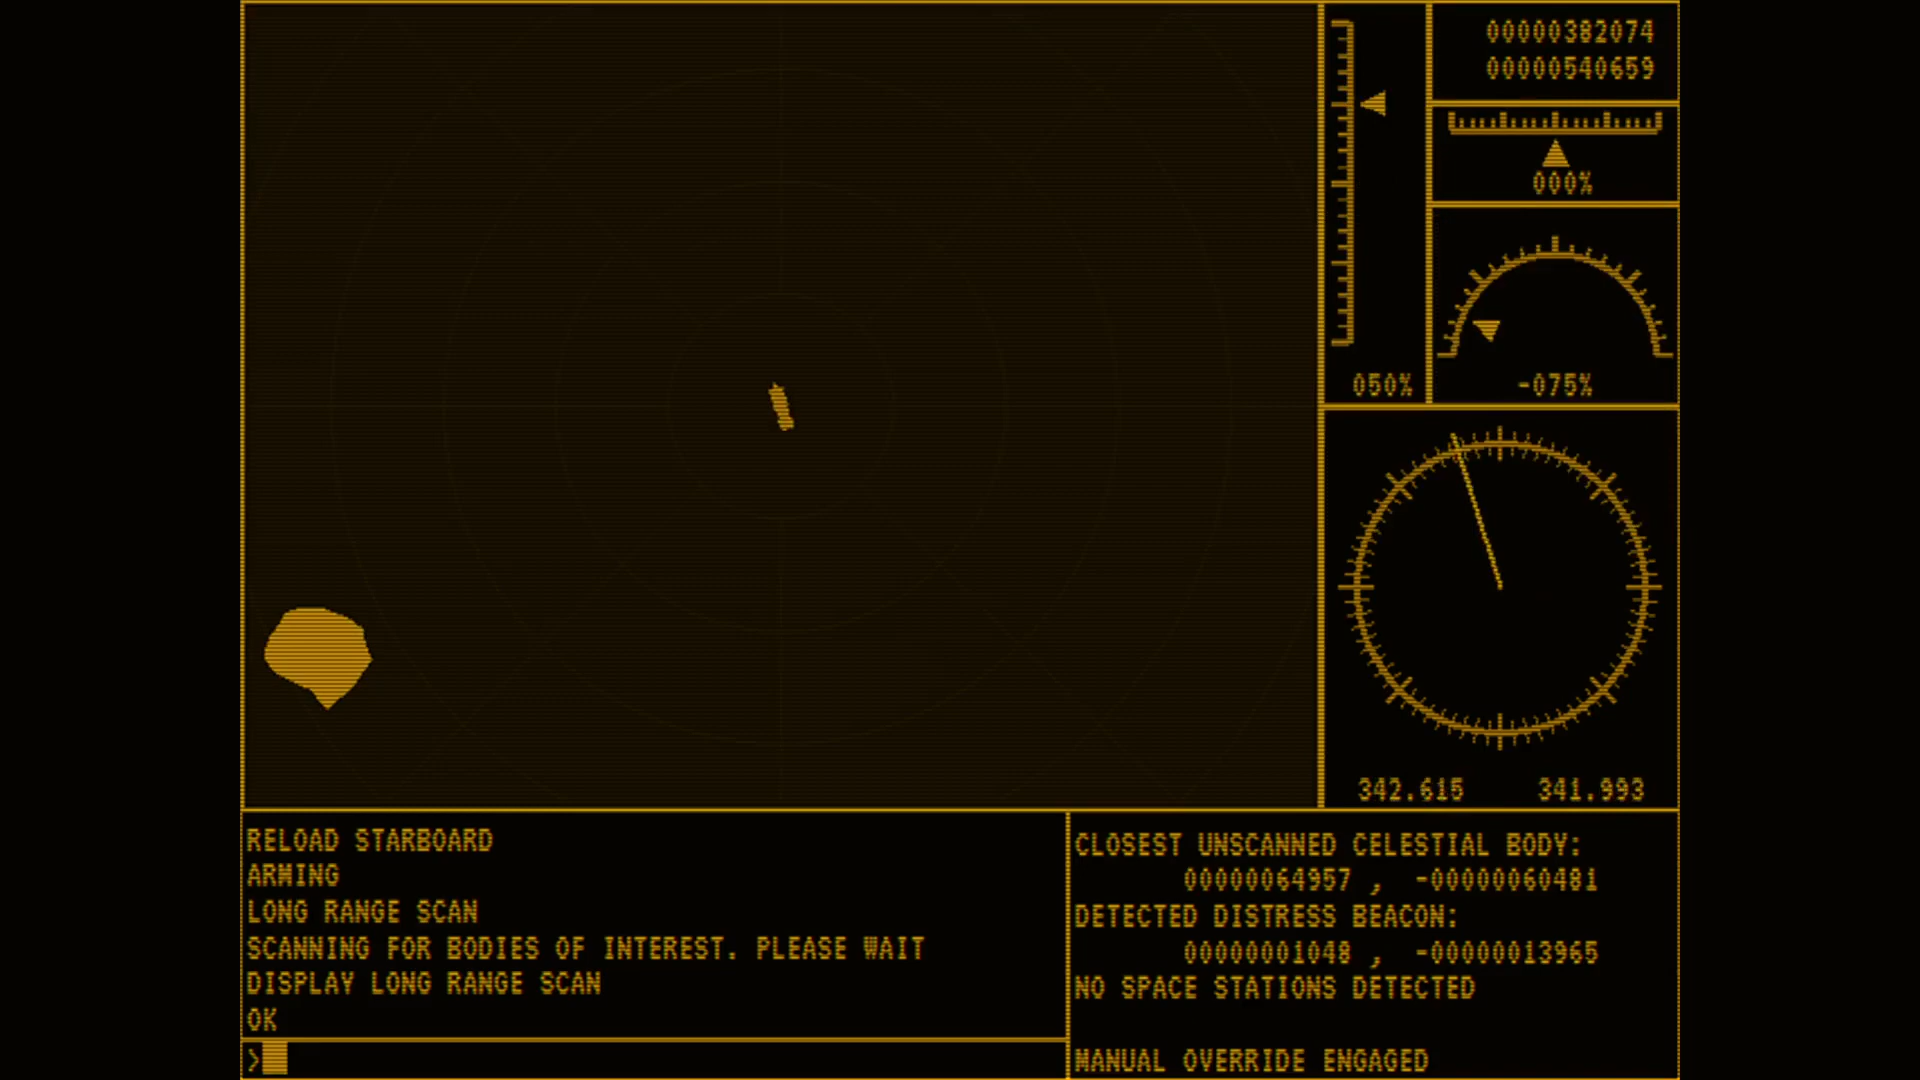 00000382074
00000540659
000%
050%
-075%
342.615 341.993
RELOAD STARBOARD
ARMING
LONG RANGE SCAN
SCANNING FOR BODIES OF INTEREST. PLEASE WAIT
DISPLAY LONG RANGE SCAN
OK
>
CLOSEST UNSCANNED CELESTIAL BODY:
00000064957 , -00000060481
DETECTED DISTRESS BEACON:
00000001048 , -00000013965
NO SPACE STATIONS DETECTED
MANUAL OVERRIDE ENGAGED